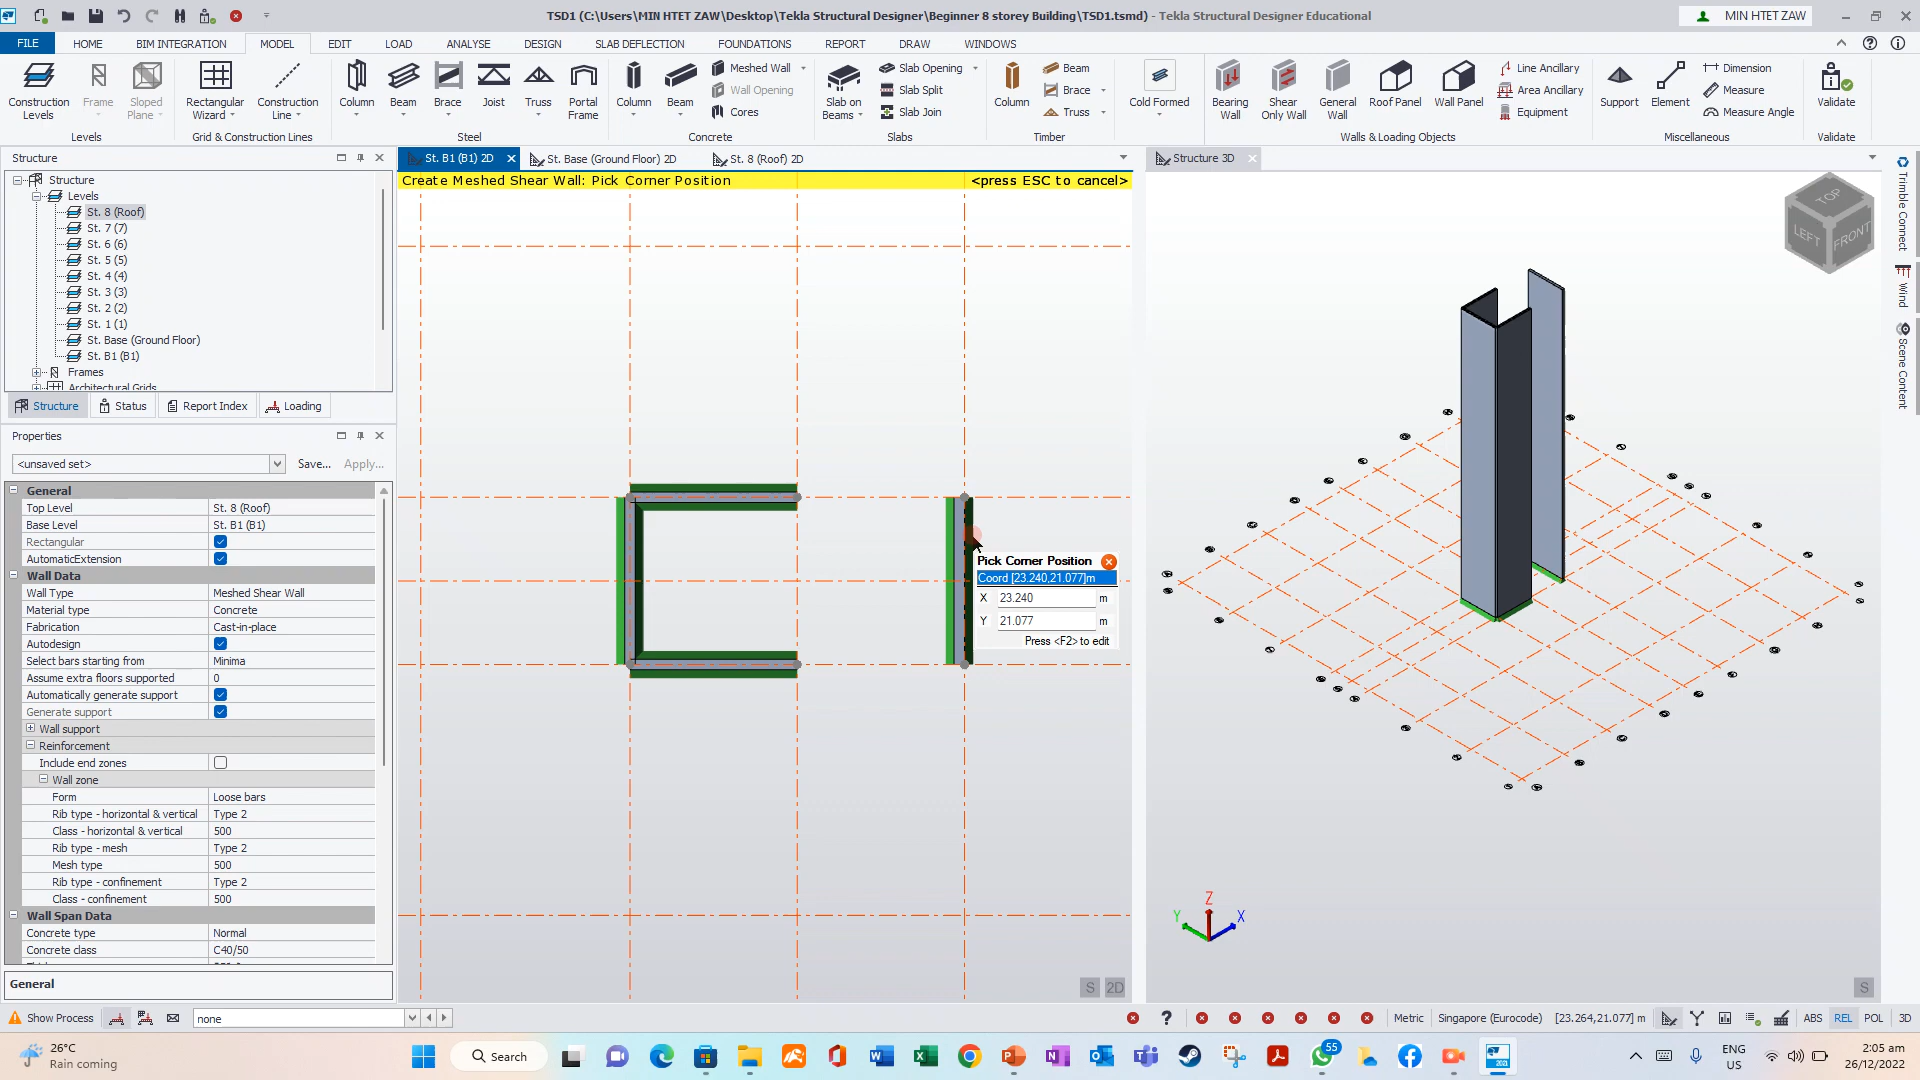 TSD1 (C:\Users\MIN HTET ZAW\Desktop\Tekla Structural Designer\Beginner 8 storey Building\TSD1.tsmd) - Tekla Structural Designer Educational
MIN HTET ZAW
FILE HOME BIM INTEGRATION MODEL EDIT LOAD ANALYSE DESIGN SLAB DEFLECTION FOUNDATIONS REPORT DRAW WINDOWS
Construction Levels
Frame
Sloped Plane
Levels
Rectangular Wizard
Construction Line
Grid & Construction Lines
Column
Beam
Brace
Joist
Truss
Portal Frame
Steel
Column
Beam
Meshed Wall
Wall Opening
Cores
Concrete
Slab on Beams
Slab Opening
Slab Split
Slab Join
Slabs
Column
Beam
Brace
Truss
Timber
Cold Formed
Bearing Wall
Shear Only Wall
General Wall
Roof Panel
Wall Panel
Line Ancillary
Area Ancillary
Equipment
Walls & Loading Objects
Support
Element
Dimension
Measure
Measure Angle
Miscellaneous
Validate
Validate
Structure
Structure
Levels
St. 8 (Roof)
St. 7 (7)
St. 6 (6)
St. 5 (5)
St. 4 (4)
St. 3 (3)
St. 2 (2)
St. 1 (1)
St. Base (Ground Floor)
St. B1 (B1)
Frames
Architectural Grids
Structure Status Report Index Loading
Properties
<unsaved set> Save... Apply...
General
Top Level St. 8 (Roof)
Base Level St. B1 (B1)
Rectangular
AutomaticExtension
Wall Data
Wall Type Meshed Shear Wall
Material type Concrete
Fabrication Cast-in-place
Autodesign
Select bars starting from Minima
Assume extra floors supported 0
Automatically generate support
Generate support
Wall support
Reinforcement
Include end zones
Wall zone
Form Loose bars
Rib type - horizontal & vertical Type 2
Class - horizontal & vertical 500
Rib type - mesh Type 2
Mesh type 500
Rib type - confinement Type 2
Class - confinement 500
Wall Span Data
Concrete type Normal
Concrete class C40/50
General
St. B1 (B1) 2D St. Base (Ground Floor) 2D St. 8 (Roof) 2D
Create Meshed Shear Wall: Pick Corner Position <press ESC to cancel>
Pick Corner Position
Coord [23.240,21.077]m
X 23.240 m
Y 21.077 m
Press <F2> to edit
S 2D
Structure 3D
TOP
LEFT
FRONT
Z
Y
X
S
Trimble Connect
Wind
Scene Content
Show Process none Metric Singapore (Eurocode) [23.264,21.077] m ABS REL POL 3D
26°C
Rain coming
Search
55
ENG
US
2:05 am
26/12/2022